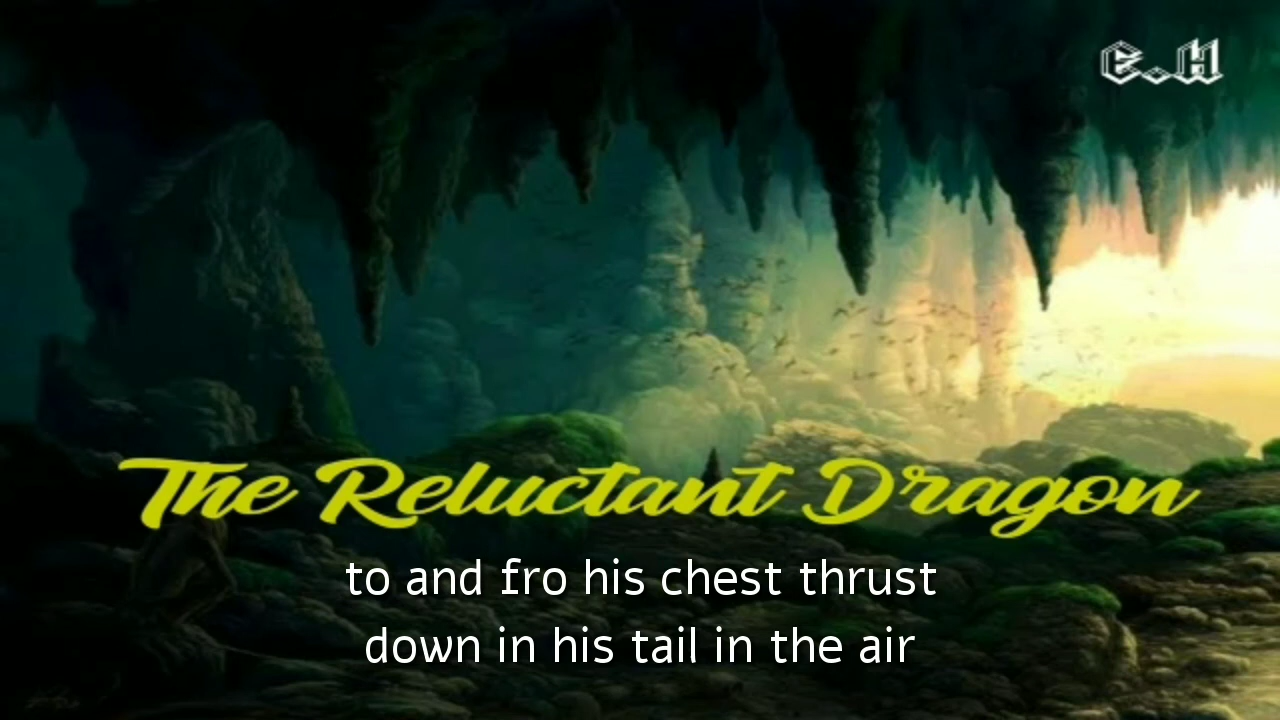 E.H
The Reluctant Dragon
to and fro his chest thrust
down in his tail in the air